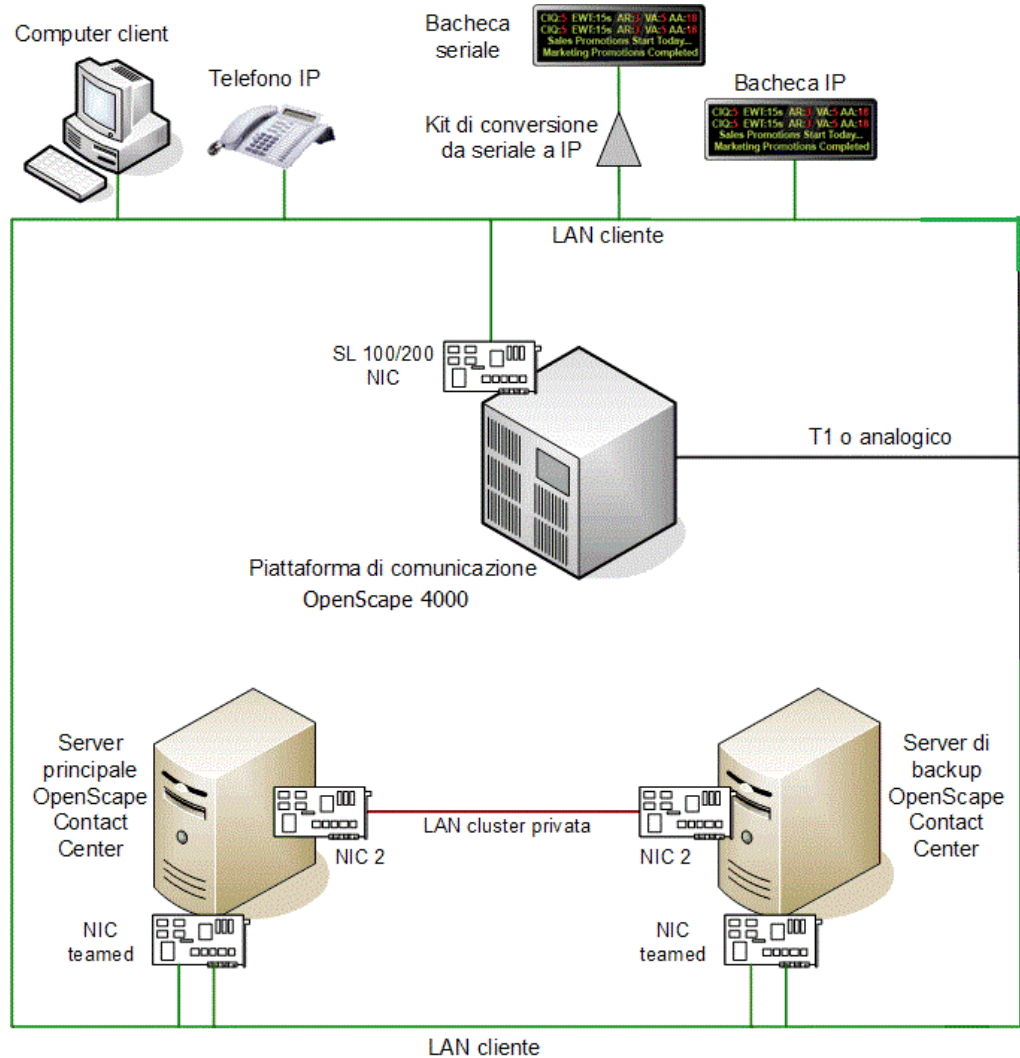 Computer client
Telefono IP
Bacheca
seriale
CIQ:5 EWT:15s AR:3 VA:5 AA:18
CIQ:5 EWT:15s AR:3 VA:5 AA:18
Sales Promotions Start Today...
Marketing Promotions Completed
Bacheca IP
CIQ:5 EWT:15s AR:3 VA:5 AA:18
CIQ:5 EWT:15s AR:3 VA:5 AA:18
Sales Promotions Start Today...
Marketing Promotions Completed
Kit di conversione
da seriale a IP
LAN cliente
SL 100/200
NIC
T1 o analogico
Piattaforma di comunicazione
OpenScape 4000
Server
principale
OpenScape
Contact
Center
NIC 2
LAN cluster privata
NIC 2
Server di
backup
OpenScape
Contact
Center
NIC
teamed
NIC
teamed
LAN cliente